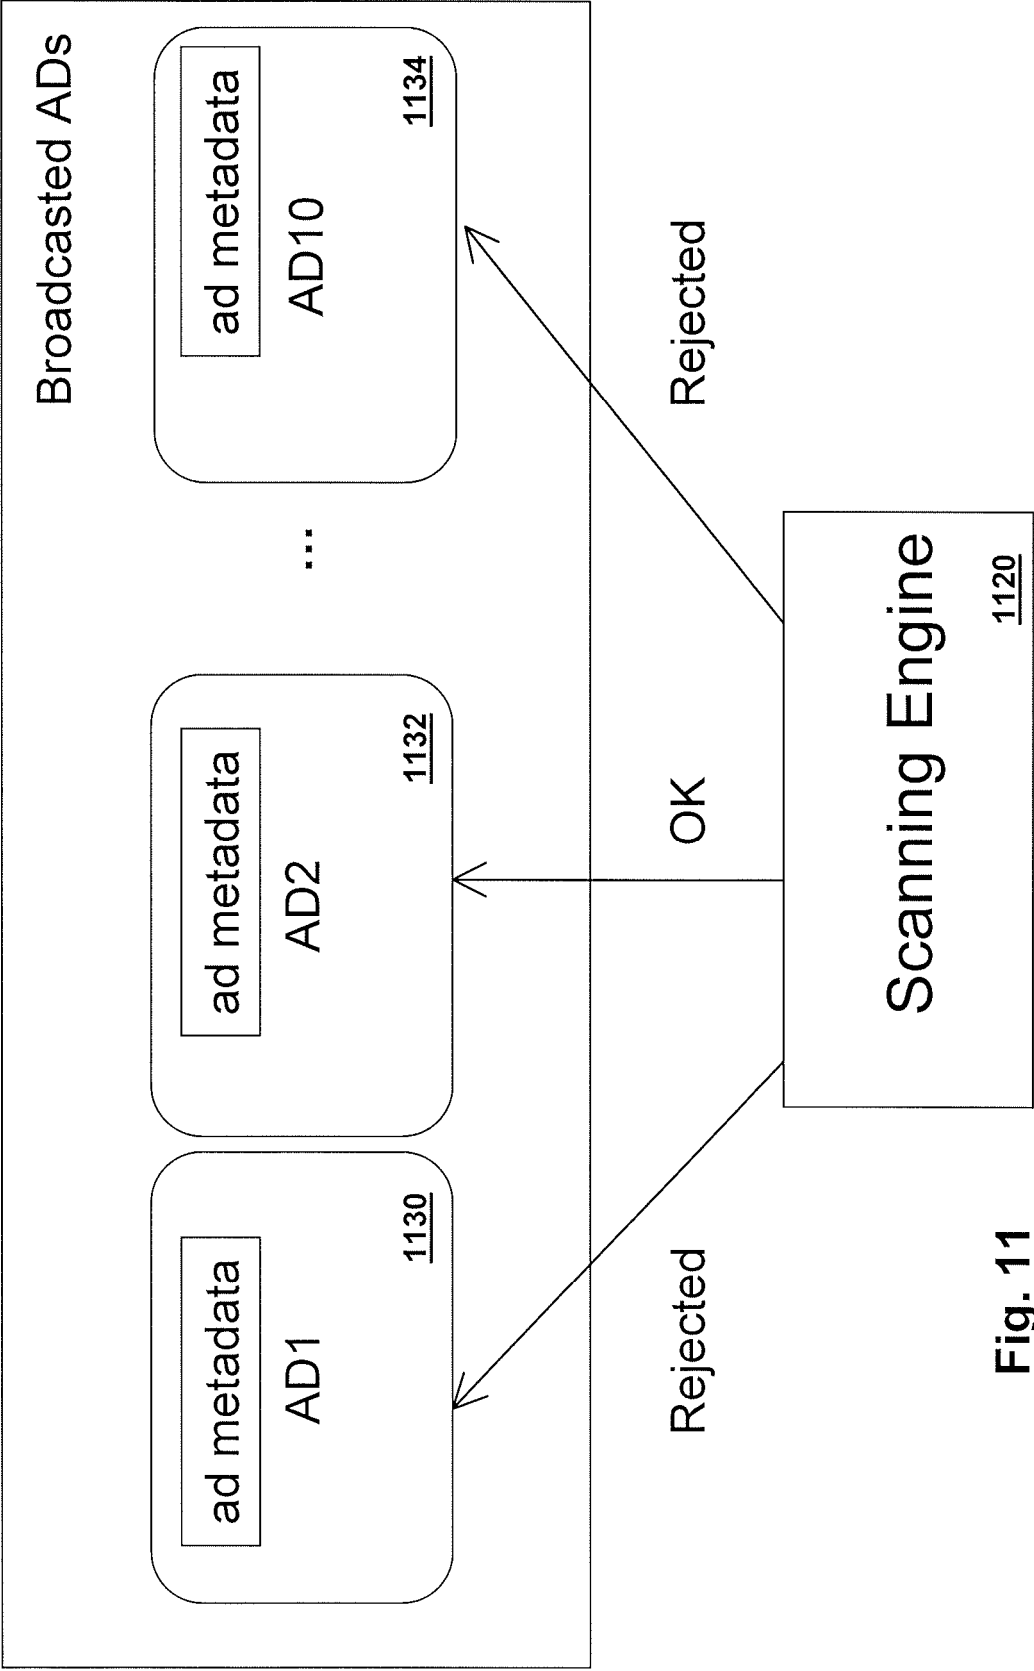 Broadcasted ADs
ad metadata
AD1
1130
ad metadata
AD2
1132
...
ad metadata
AD10
1134
Rejected
OK
Rejected
Scanning Engine
1120
Fig. 11